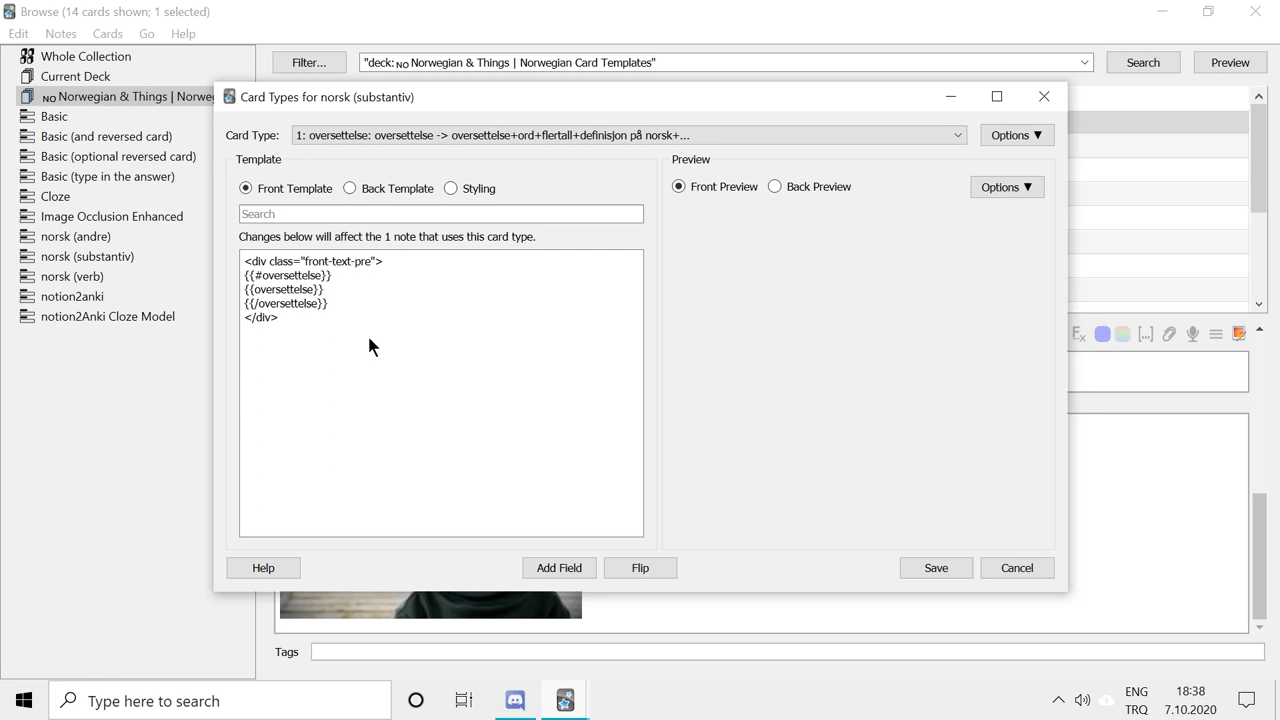 Browse (14 cards shown; 1 selected)
Edit Notes Cards Go Help
Whole Collection
Current Deck
NO Norwegian & Things | Norweg
Basic
Basic (and reversed card)
Basic (optional reversed card)
Basic (type in the answer)
Cloze
Image Occlusion Enhanced
norsk (andre)
norsk (substantiv)
norsk (verb)
notion2anki
notion2Anki Cloze Model
Filter... "deck: NO Norwegian & Things | Norwegian Card Templates" Search Preview
Card Types for norsk (substantiv)
Card Type: 1: oversettelse: oversettelse -> oversettelse+ord+flertall+definisjon på norsk+... Options ▼
Template
Front Template Back Template Styling
Search
Changes below will affect the 1 note that uses this card type.
<div class="front-text-pre">
{{#oversettelse}}
{{oversettelse}}
{{/oversettelse}}
</div>
Preview
Front Preview Back Preview Options ▼
Help Add Field Flip Save Cancel
Ex [...]
Tags
Type here to search
ENG
TRQ
18:38
7.10.2020